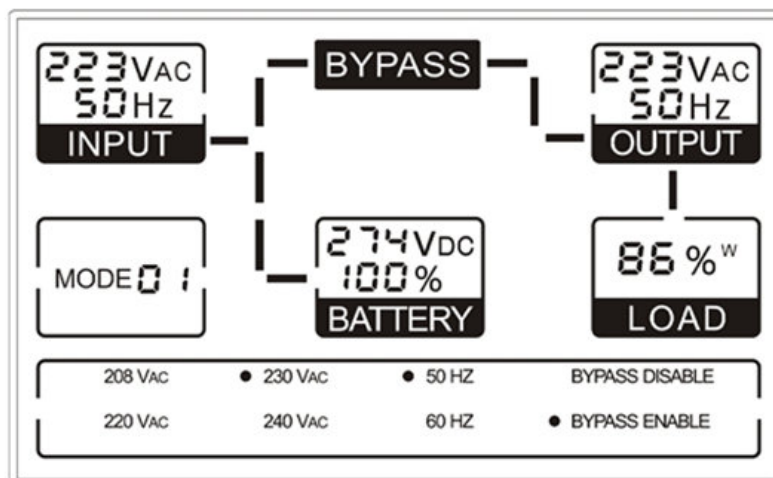 223VAC
50Hz
INPUT
BYPASS
223VAC
50Hz
OUTPUT
MODE 01
274VDC
100%
BATTERY
86%W
LOAD
208 VAC 230 VAC 50 HZ BYPASS DISABLE
220 VAC 240 VAC 60 HZ BYPASS ENABLE